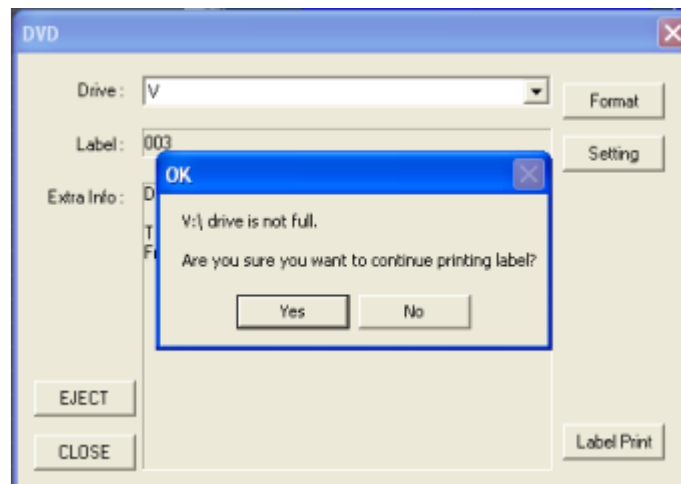 DVD
Drive :
V
Format
Label :
003
Setting
OK
Extra Info :
D
V:\ drive is not full.
T
Are you sure you want to continue printing label?
Yes
No
EJECT
CLOSE
Label Print